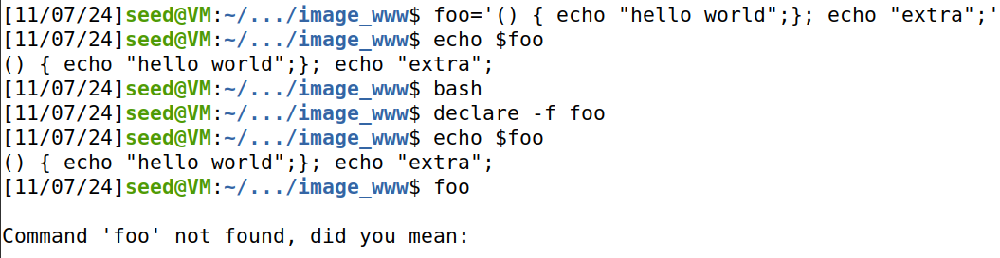 [11/07/24]seed@VM:~/.../image_www$ foo='() { echo "hello world";}; echo "extra";'
[11/07/24]seed@VM:~/.../image_www$ echo $foo
() { echo "hello world";}; echo "extra";
[11/07/24]seed@VM:~/.../image_www$ bash
[11/07/24]seed@VM:~/.../image_www$ declare -f foo
[11/07/24]seed@VM:~/.../image_www$ echo $foo
() { echo "hello world";}; echo "extra";
[11/07/24]seed@VM:~/.../image_www$ foo
Command 'foo' not found, did you mean: